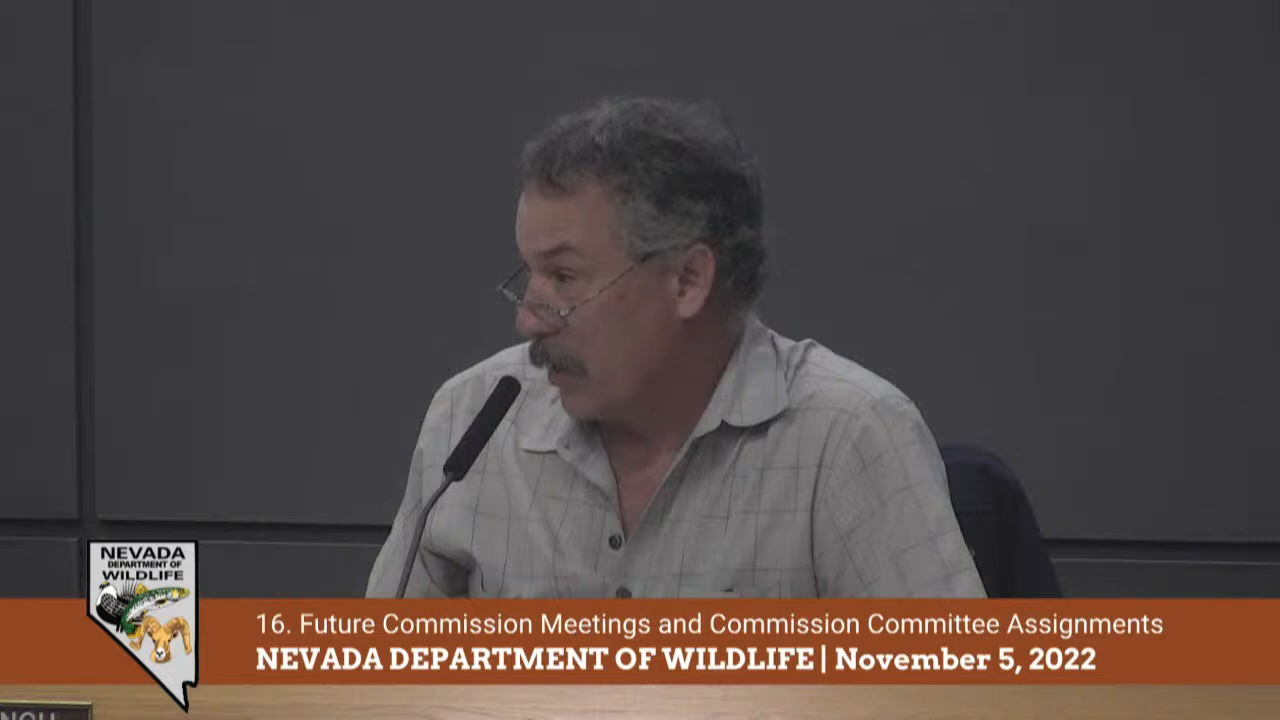 NEVADA
DEPARTMENT OF
WILDLIFE
16. Future Commission Meetings and Commission Committee Assignments
NEVADA DEPARTMENT OF WILDLIFE | November 5, 2022